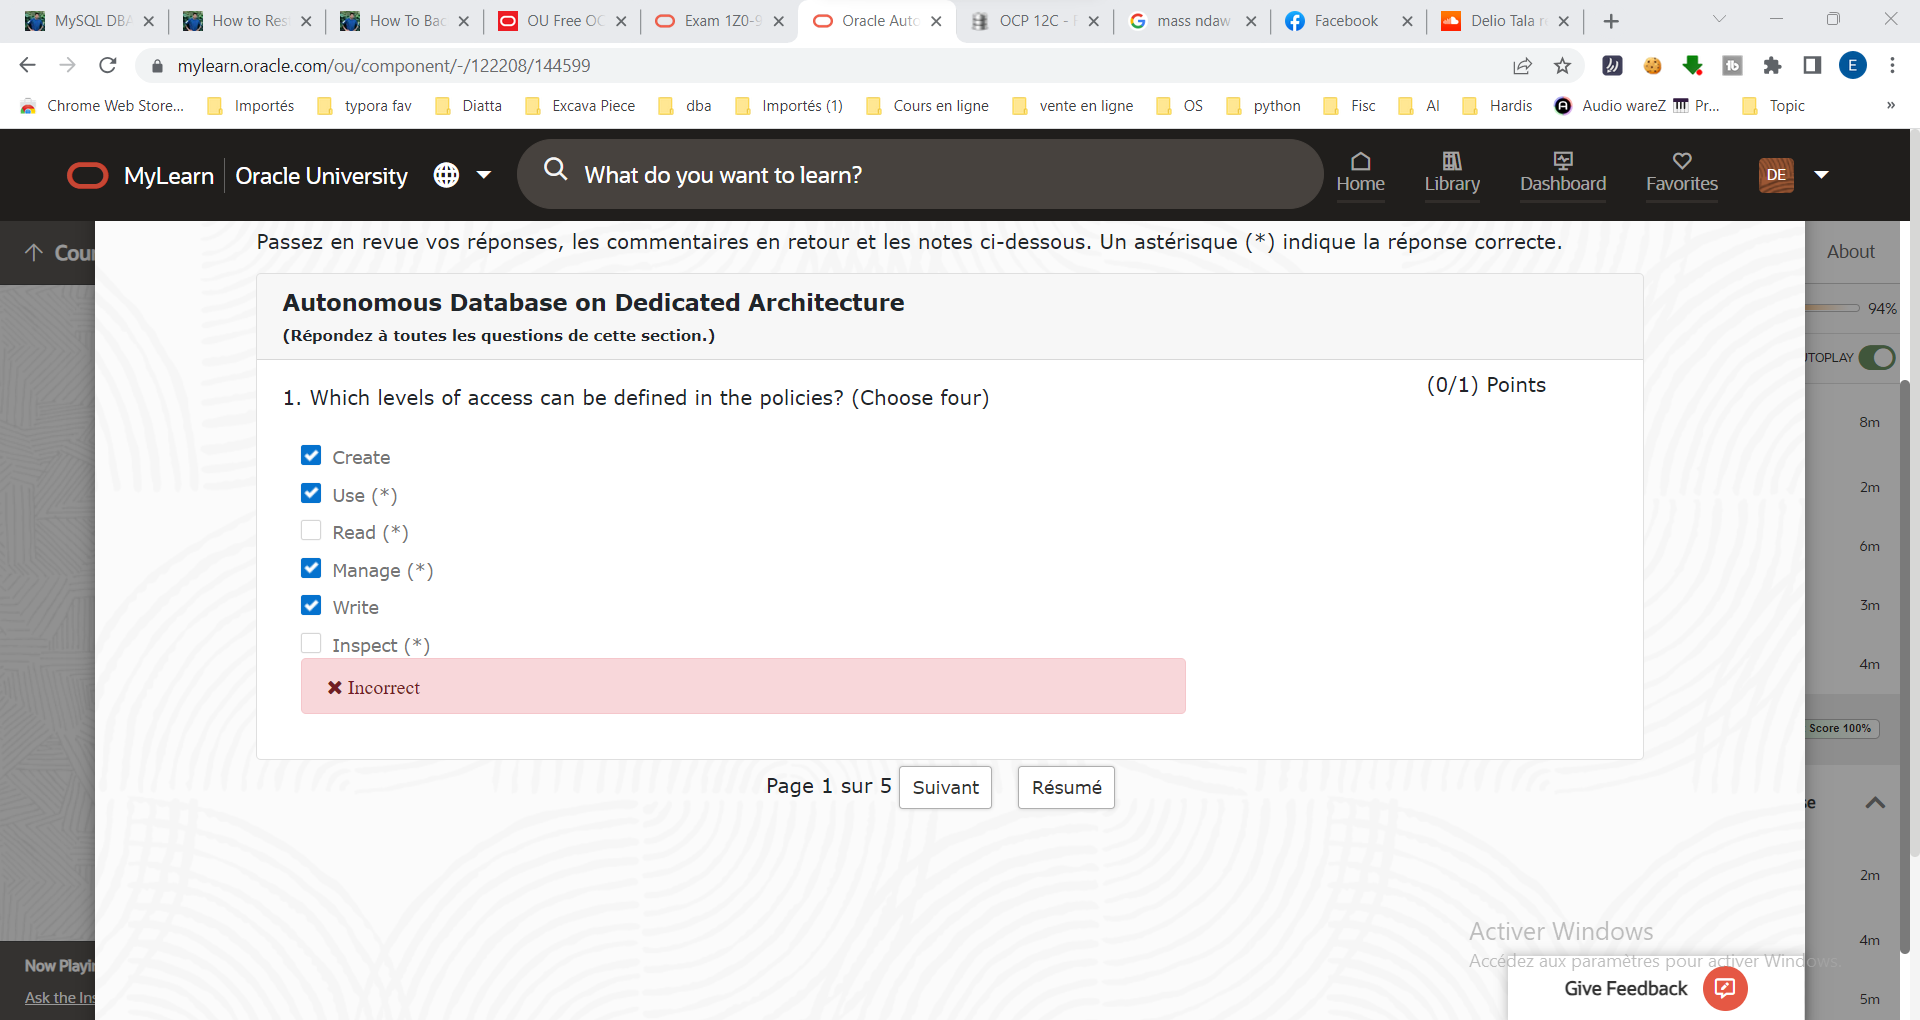 MySQL DBA
How to Res
How To Bac
OU Free OC
Exam 1Z0-9
Oracle Auto
OCP 12C - F
mass ndaw
Facebook
Delio Tala r
mylearn.oracle.com/ou/component/-/122208/144599
E
Chrome Web Store...
Importés
typora fav
Diatta
Excava Piece
dba
Importés (1)
Cours en ligne
vente en ligne
OS
python
Fisc
AI
Hardis
Audio wareZ
Pr...
Topic
»
MyLearn
Oracle University
What do you want to learn?
Home
Library
Dashboard
Favorites
DE
Cour
About
94%
Passez en revue vos réponses, les commentaires en retour et les notes ci-dessous. Un astérisque (*) indique la réponse correcte.
Autonomous Database on Dedicated Architecture
(Répondez à toutes les questions de cette section.)
TOPLAY
1. Which levels of access can be defined in the policies? (Choose four)
(0/1) Points
Create
Use (*)
Read (*)
Manage (*)
Write
Inspect (*)
Incorrect
8m
2m
6m
3m
4m
Score 100%
Page 1 sur 5
Suivant
Résumé
se
2m
4m
5m
Activer Windows
Accédez aux paramètres pour activer Windows.
Now Playi
Ask the Ins
Give Feedback